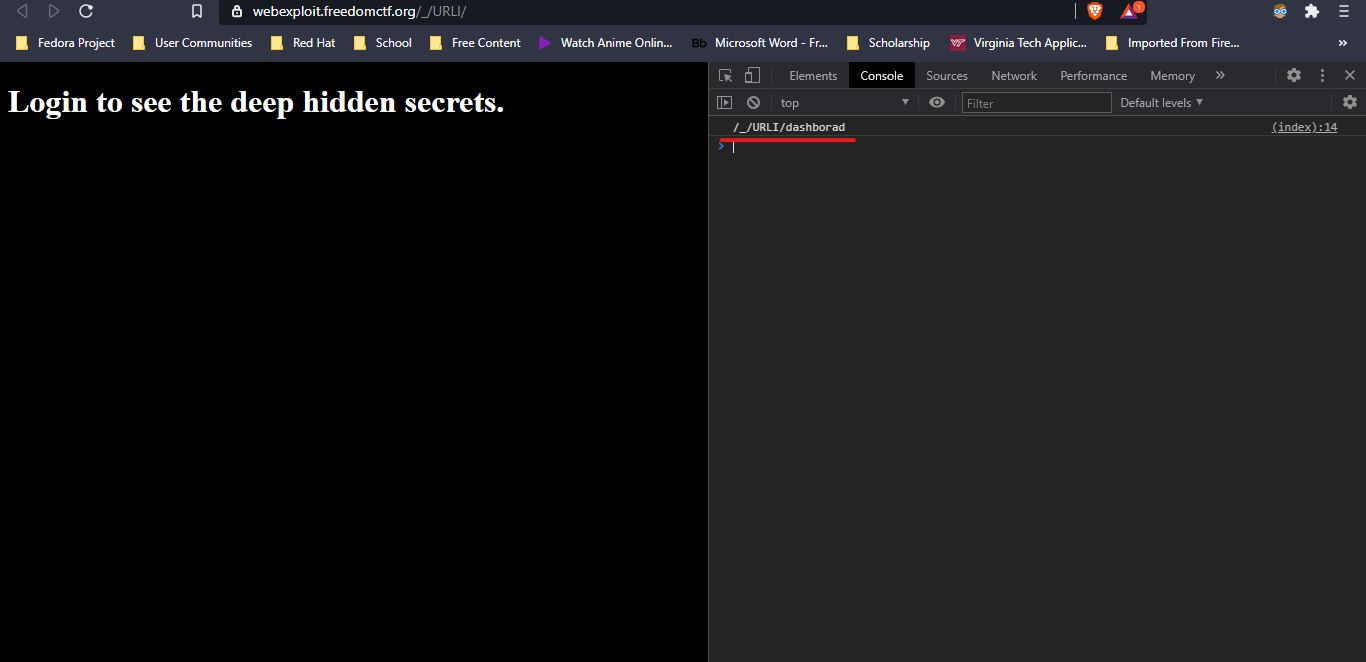 webexploit.freedomctf.org/_/URLI/
1
Fedora Project User Communities Red Hat School Free Content Watch Anime Onlin... Bb Microsoft Word - Fr... Scholarship Virginia Tech Applic... Imported From Fire... »
Elements Console Sources Network Performance Memory »
top Filter Default levels
Login to see the deep hidden secrets.
/_/URLI/dashborad (index):14